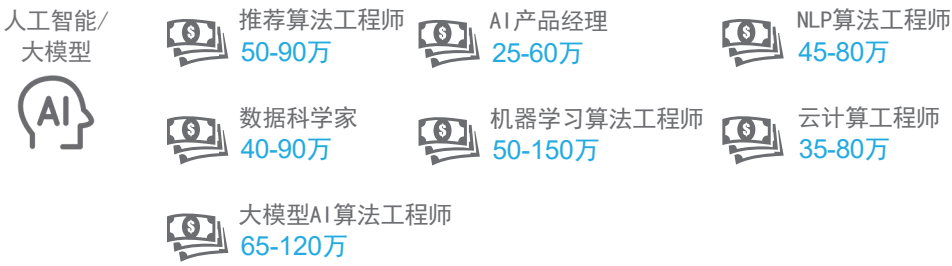 人工智能/
大模型
AI
推荐算法工程师
50-90万
AI产品经理
25-60万
NLP算法工程师
45-80万
数据科学家
40-90万
机器学习算法工程师
50-150万
云计算工程师
35-80万
大模型AI算法工程师
65-120万